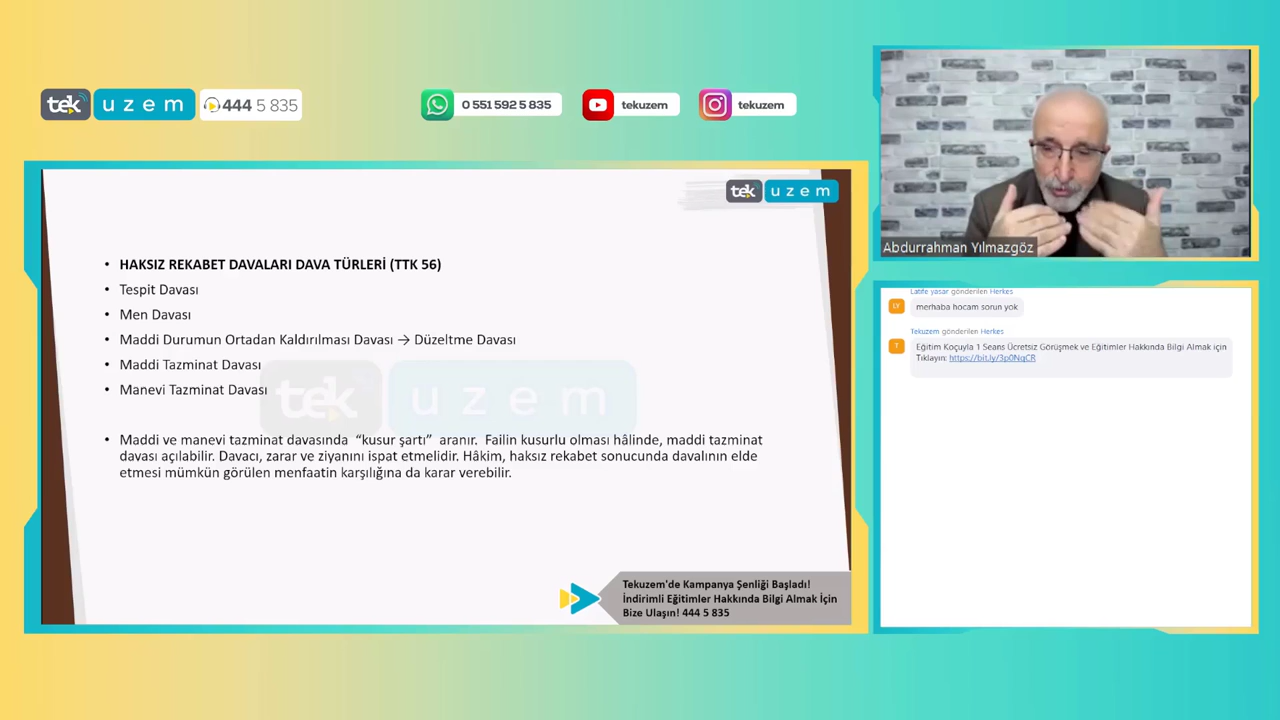 tek uzem 444 5 835
0 551 592 5 835
tekuzem
tekuzem
tek uzem
• HAKSIZ REKABET DAVALARI DAVA TÜRLERİ (TTK 56)
• Tespit Davası
• Men Davası
• Maddi Durumun Ortadan Kaldırılması Davası → Düzeltme Davası
• Maddi Tazminat Davası
• Manevi Tazminat Davası
tek uzem
• Maddi ve manevi tazminat davasında “kusur şartı” aranır. Failin kusurlu olması hâlinde, maddi tazminat
davası açılabilir. Davacı, zarar ve ziyanını ispat etmelidir. Hâkim, haksız rekabet sonucunda davalının elde
etmesi mümkün görülen menfaatin karşılığına da karar verebilir.
Tekuzem'de Kampanya Şenliği Başladı!
İndirimli Eğitimler Hakkında Bilgi Almak İçin
Bize Ulaşın! 444 5 835
Abdurrahman Yılmazgöz
Latife yasar gönderilen Herkes
LY
merhaba hocam sorun yok
Tekuzem gönderilen Herkes
T
Eğitim Koçuyla 1 Seans Ücretsiz Görüşmek ve Eğitimler Hakkında Bilgi Almak için
Tıklayın: https://bit.ly/3p0NqCR